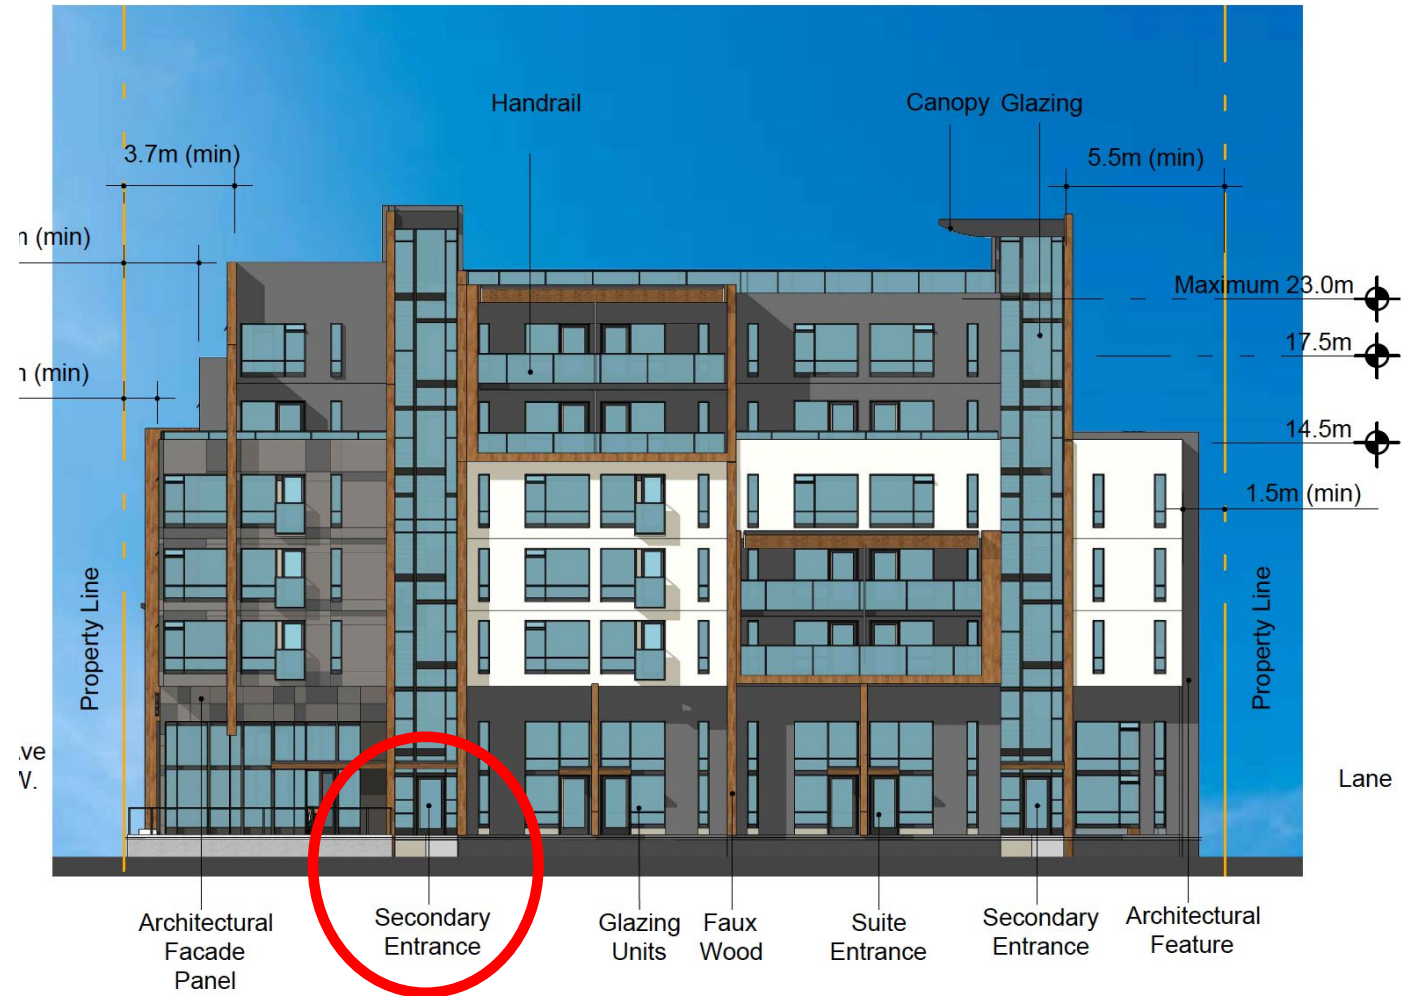 Handrail
Canopy
Glazing
3.7m (min)
5.5m (min)
(min)
Maximum 23.0m
17.5m
(min)
14.5m
1.5m (min)
Property Line
Property Line
Lane
Architectural
Facade
Panel
Secondary
Entrance
Glazing
Units
Faux
Wood
Suite
Entrance
Secondary
Entrance
Architectural
Feature